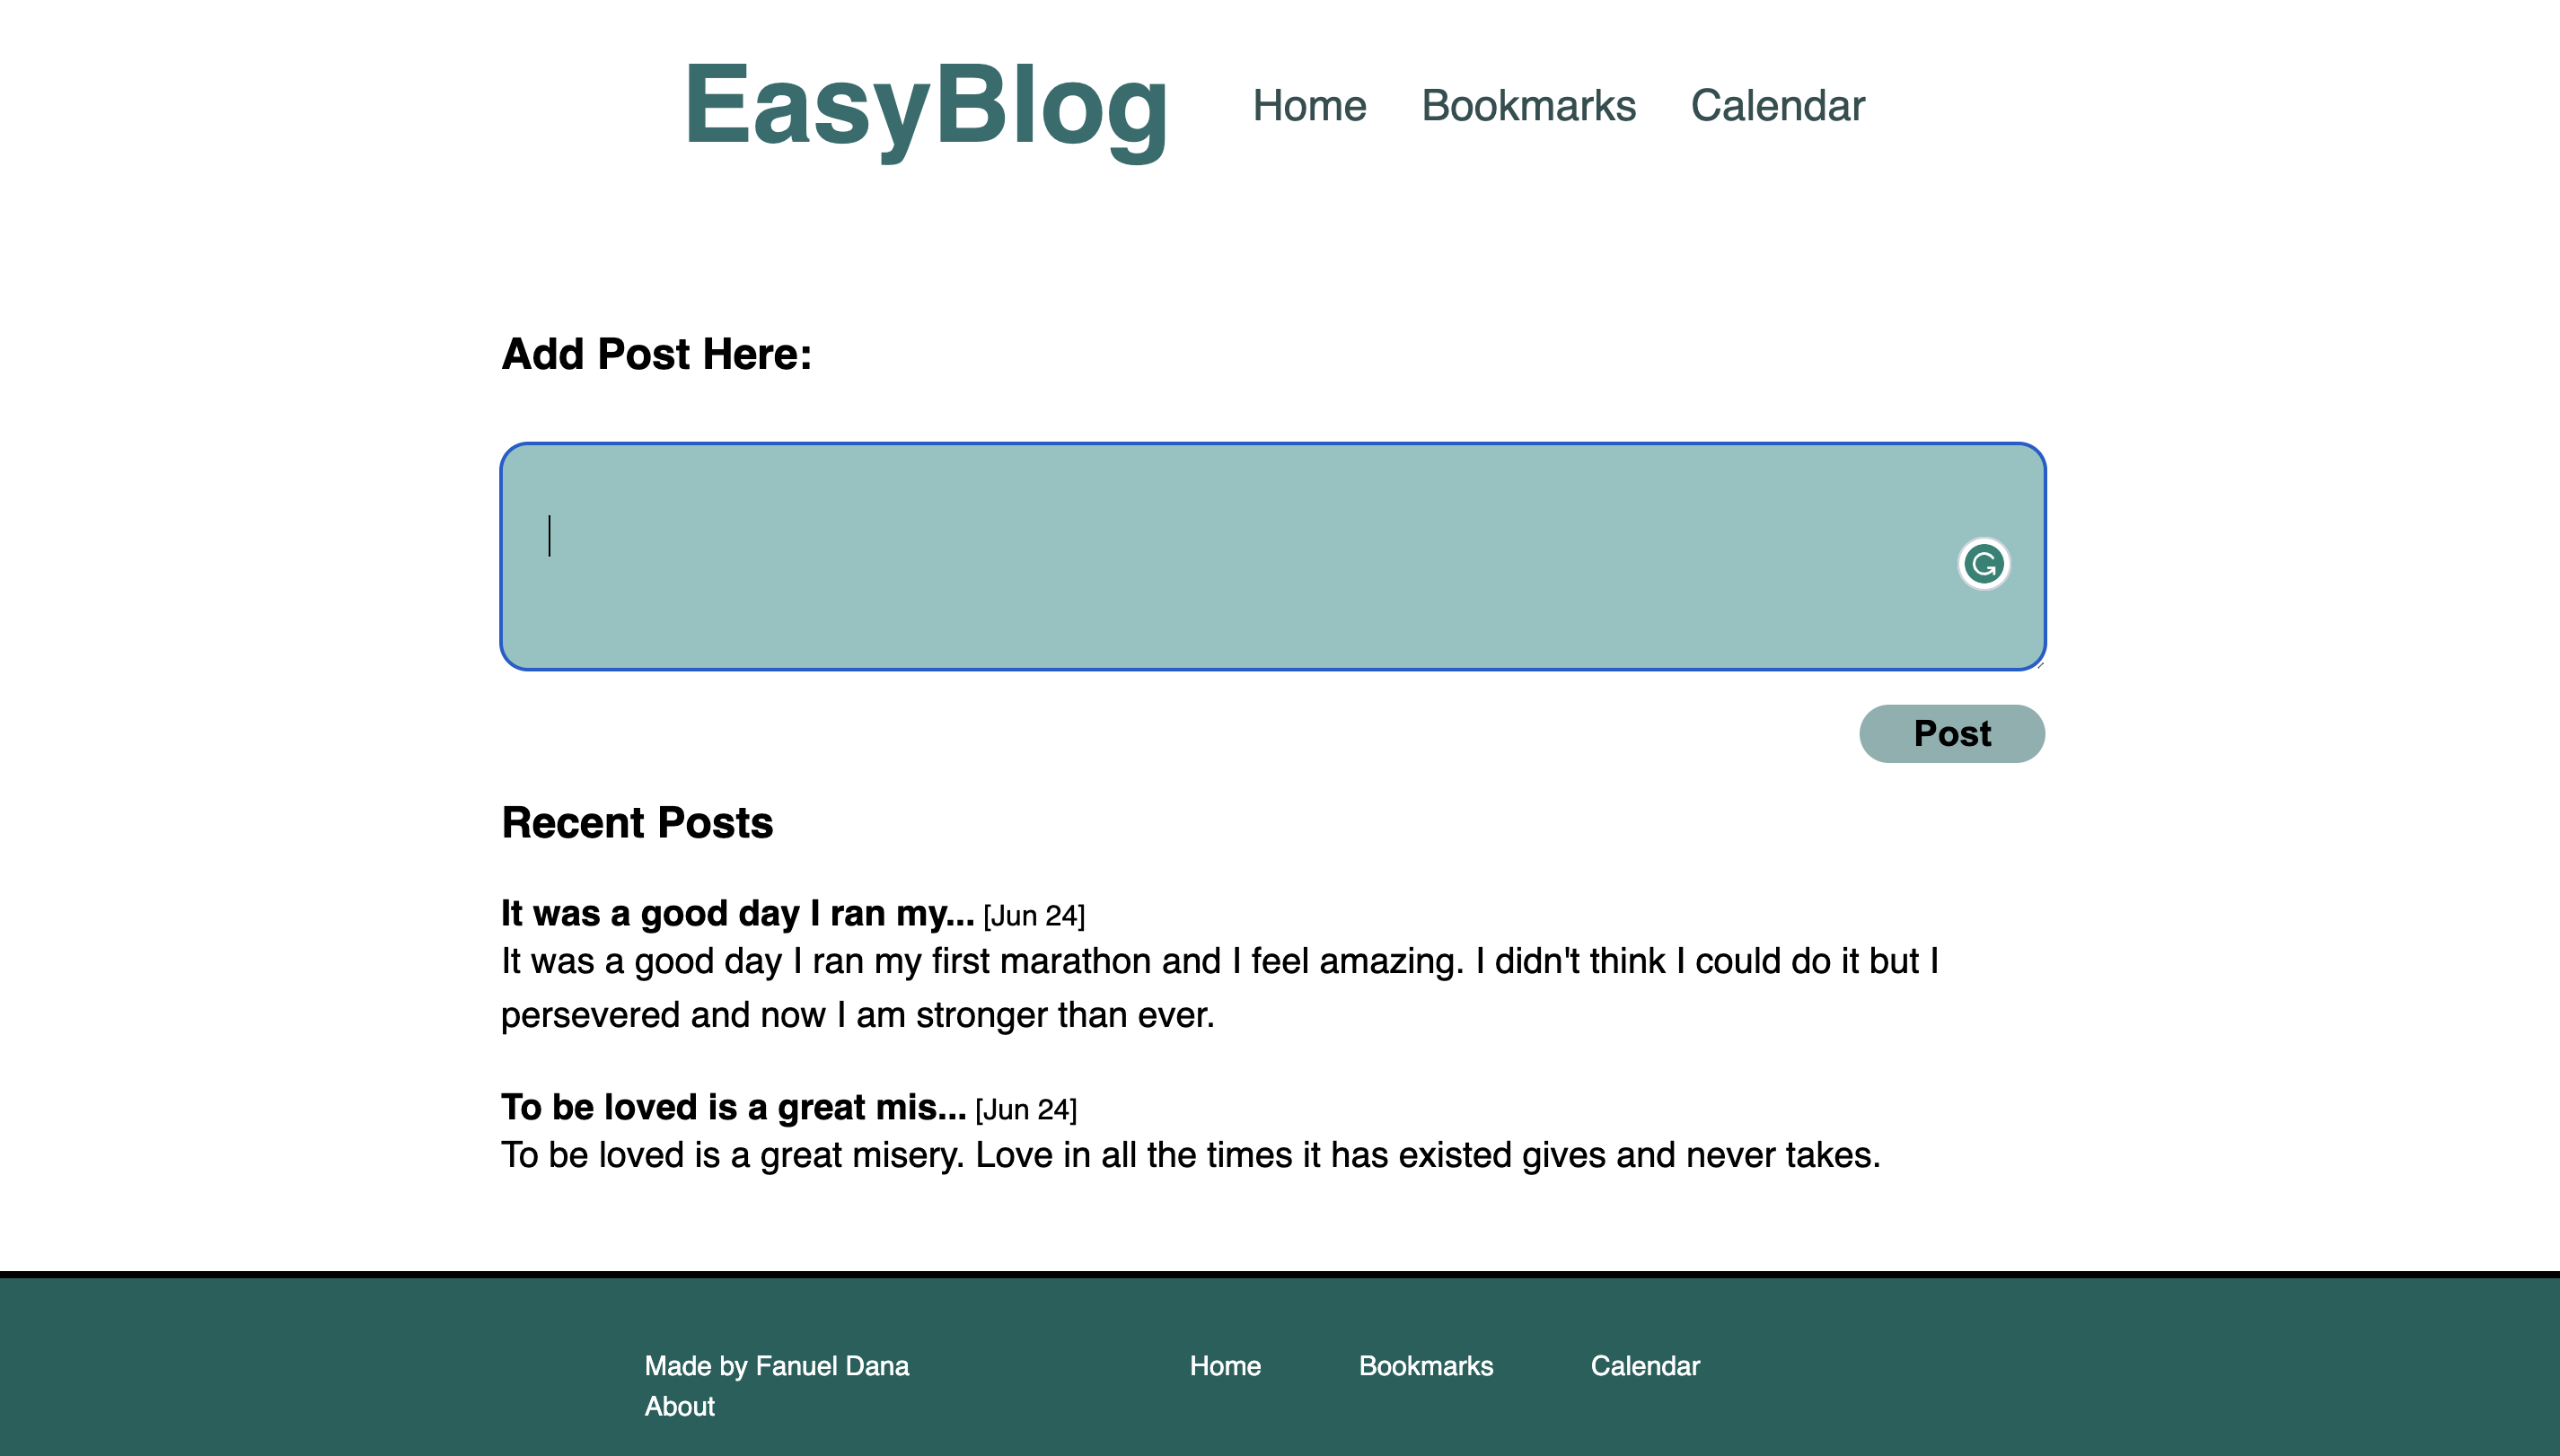 EasyBlog
Home Bookmarks Calendar
Add Post Here:
Post
Recent Posts
It was a good day I ran my... [Jun 24]
It was a good day I ran my first marathon and I feel amazing. I didn't think I could do it but I
persevered and now I am stronger than ever.
To be loved is a great mis... [Jun 24]
To be loved is a great misery. Love in all the times it has existed gives and never takes.
Made by Fanuel Dana
About
Home Bookmarks Calendar